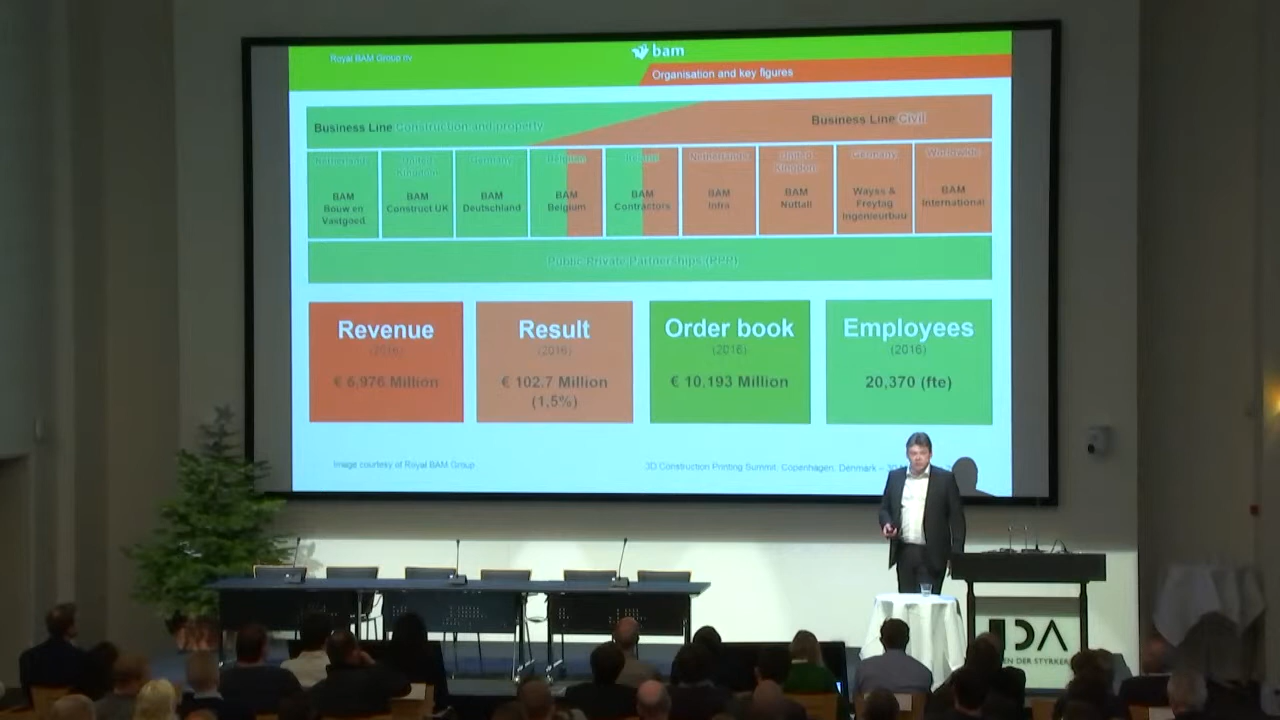 Royal BAM Group nv
bam
Organisation and key figures
Business Line Construction and property
Business Line Civil
Netherlands
BAM
Bouw en
Vastgoed
United
Kingdom
BAM
Construct UK
Germany
BAM
Deutschland
Belgium
BAM
Belgium
Ireland
BAM
Contractors
Netherlands
BAM
Infra
United
Kingdom
BAM
Nuttall
Germany
Wayss &
Freytag
Ingenieurbau
Worldwide
BAM
International
Public Private Partnerships (PPP)
Revenue
(2016)
€ 6,976 Million
Result
(2016)
€ 102.7 Million
(1,5%)
Order book
(2016)
€ 10,193 Million
Employees
(2016)
20,370 (fte)
Image courtesy of Royal BAM Group
3D Construction Printing Summit, Copenhagen, Denmark –
IDA
EN DER STYRKER